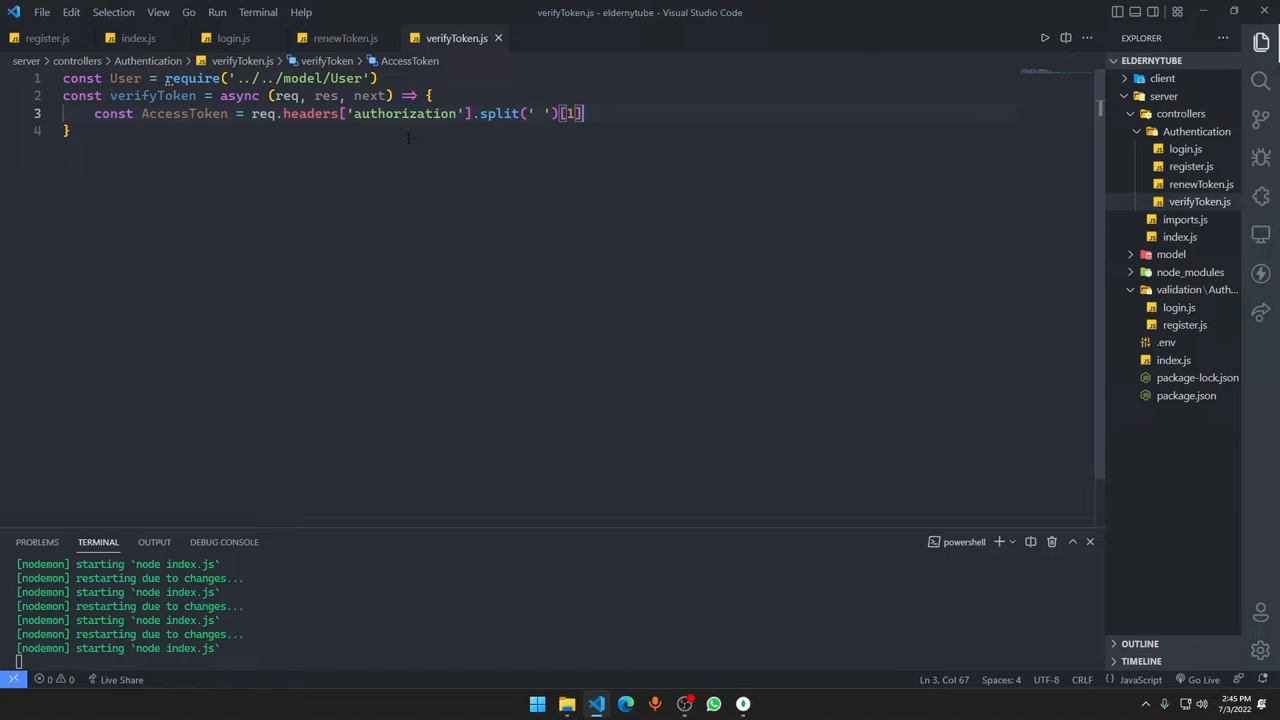 File Edit Selection View Go Run Terminal Help
verifyToken.js - eldernytube - Visual Studio Code
register.js index.js login.js renewToken.js verifyToken.js
server > controllers > Authentication > verifyToken.js > verifyToken > AccessToken
1 const User = require('../../model/User')
2 const verifyToken = async (req, res, next) => {
3 const AccessToken = req.headers['authorization'].split(' ')[1]
4 }
EXPLORER
ELDERNYTUBE
client
server
controllers
Authentication
login.js
register.js
renewToken.js
verifyToken.js
imports.js
index.js
model
node_modules
validation\Auth...
login.js
register.js
.env
index.js
package-lock.json
package.json
OUTLINE
TIMELINE
PROBLEMS TERMINAL OUTPUT DEBUG CONSOLE
powershell
[nodemon] starting `node index.js`
[nodemon] restarting due to changes...
[nodemon] starting `node index.js`
[nodemon] restarting due to changes...
[nodemon] starting `node index.js`
[nodemon] restarting due to changes...
[nodemon] starting `node index.js`
0 0 Live Share
Ln 3, Col 67 Spaces: 4 UTF-8 CRLF JavaScript Go Live
2:45 PM
7/3/2022